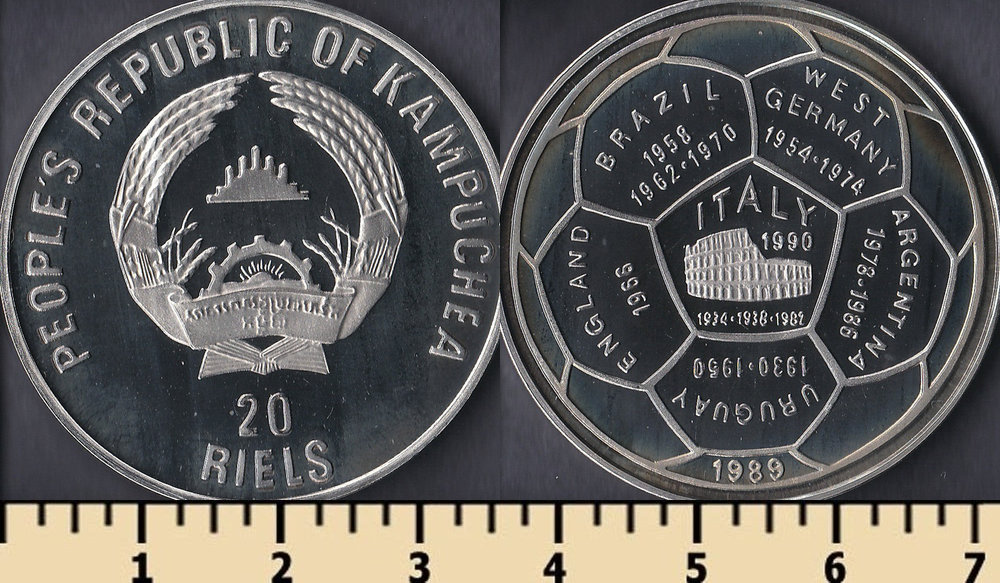 PEOPLE'S REPUBLIC OF KAMPUCHEA
20
RIELS
BRAZIL
1958
1962·1970
WEST
GERMANY
1954·1974
ITALY
1990
1934·1938·1982
ENGLAND
1966
ARGENTINA
1978·1986
URUGUAY
1930·1950
1989
1 2 3 4 5 6 7